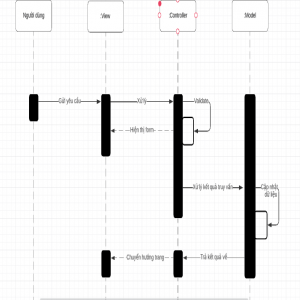 Người dùng
:View
:Controller
:Model
Gửi yêu cầu
Xử lý
Validate
Hiện thị form
Xử lý kết quả truy vấn
Cập nhật
dữ liệu
Chuyển hướng trang
Trả kết quả về